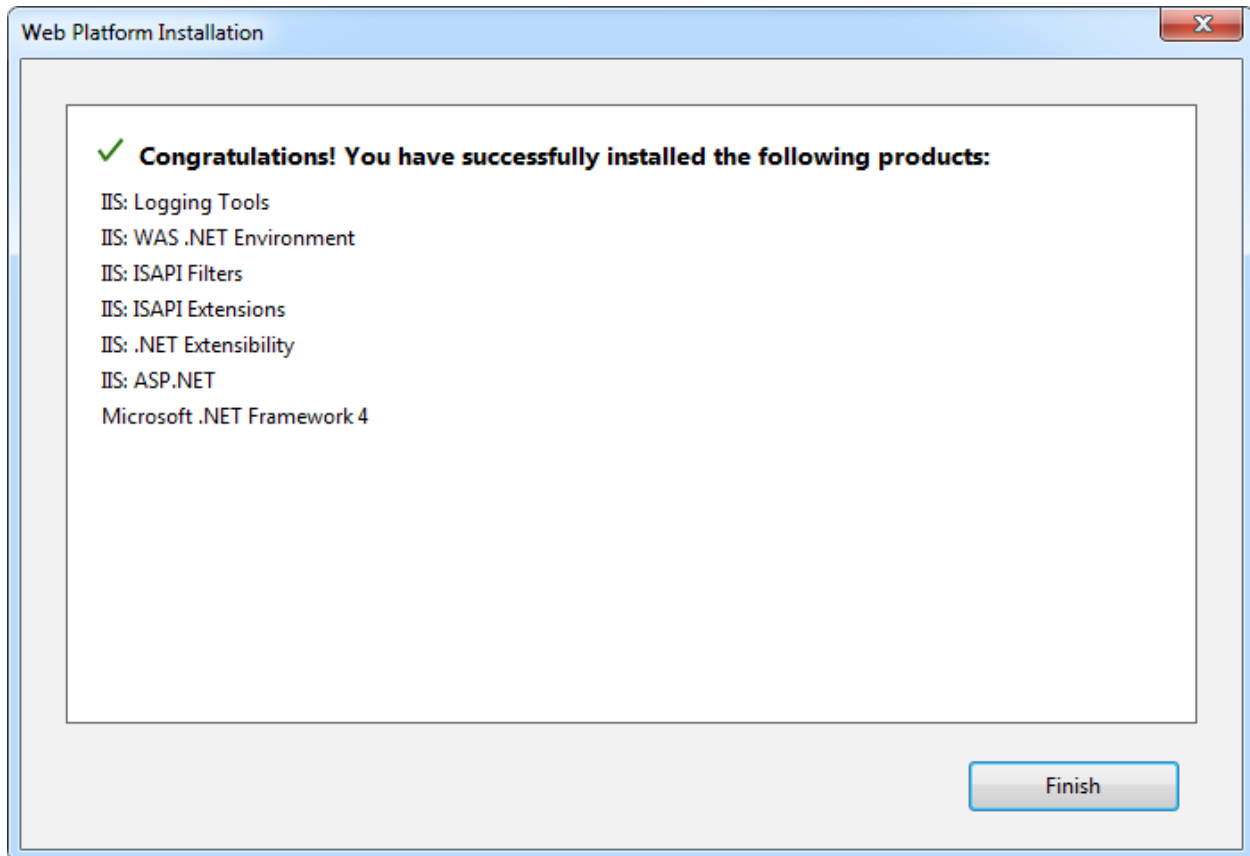 Web Platform Installation
Congratulations! You have successfully installed the following products:
IIS: Logging Tools
IIS: WAS .NET Environment
IIS: ISAPI Filters
IIS: ISAPI Extensions
IIS: .NET Extensibility
IIS: ASP.NET
Microsoft .NET Framework 4
Finish